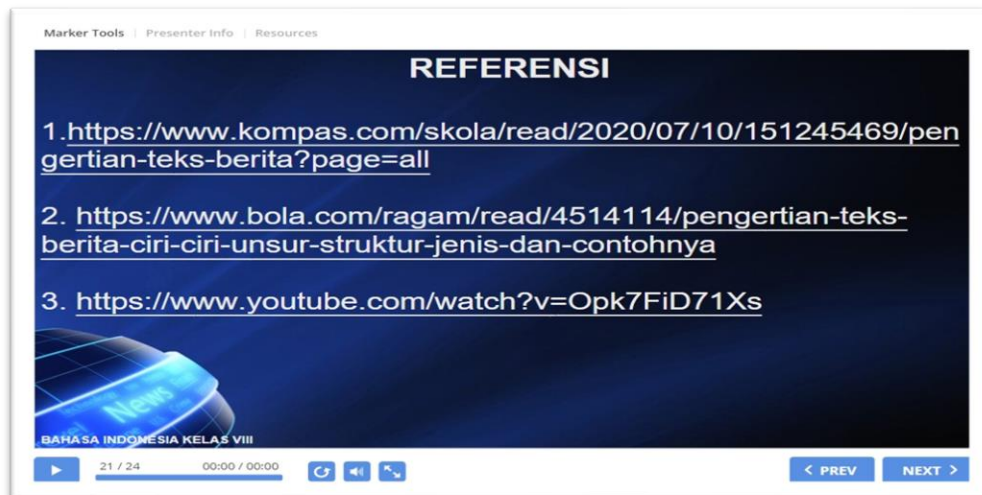 Marker Tools | Presenter Info | Resources
REFERENSI
1.https://www.kompas.com/skola/read/2020/07/10/151245469/pen
gertian-teks-berita?page=all
2. https://www.bola.com/ragam/read/4514114/pengertian-teks-
berita-ciri-ciri-unsur-struktur-jenis-dan-contohnya
3. https://www.youtube.com/watch?v=Opk7FiD71Xs
News
BAHASA INDONESIA KELAS VIII
21 / 24 00:00 / 00:00 < PREV NEXT >